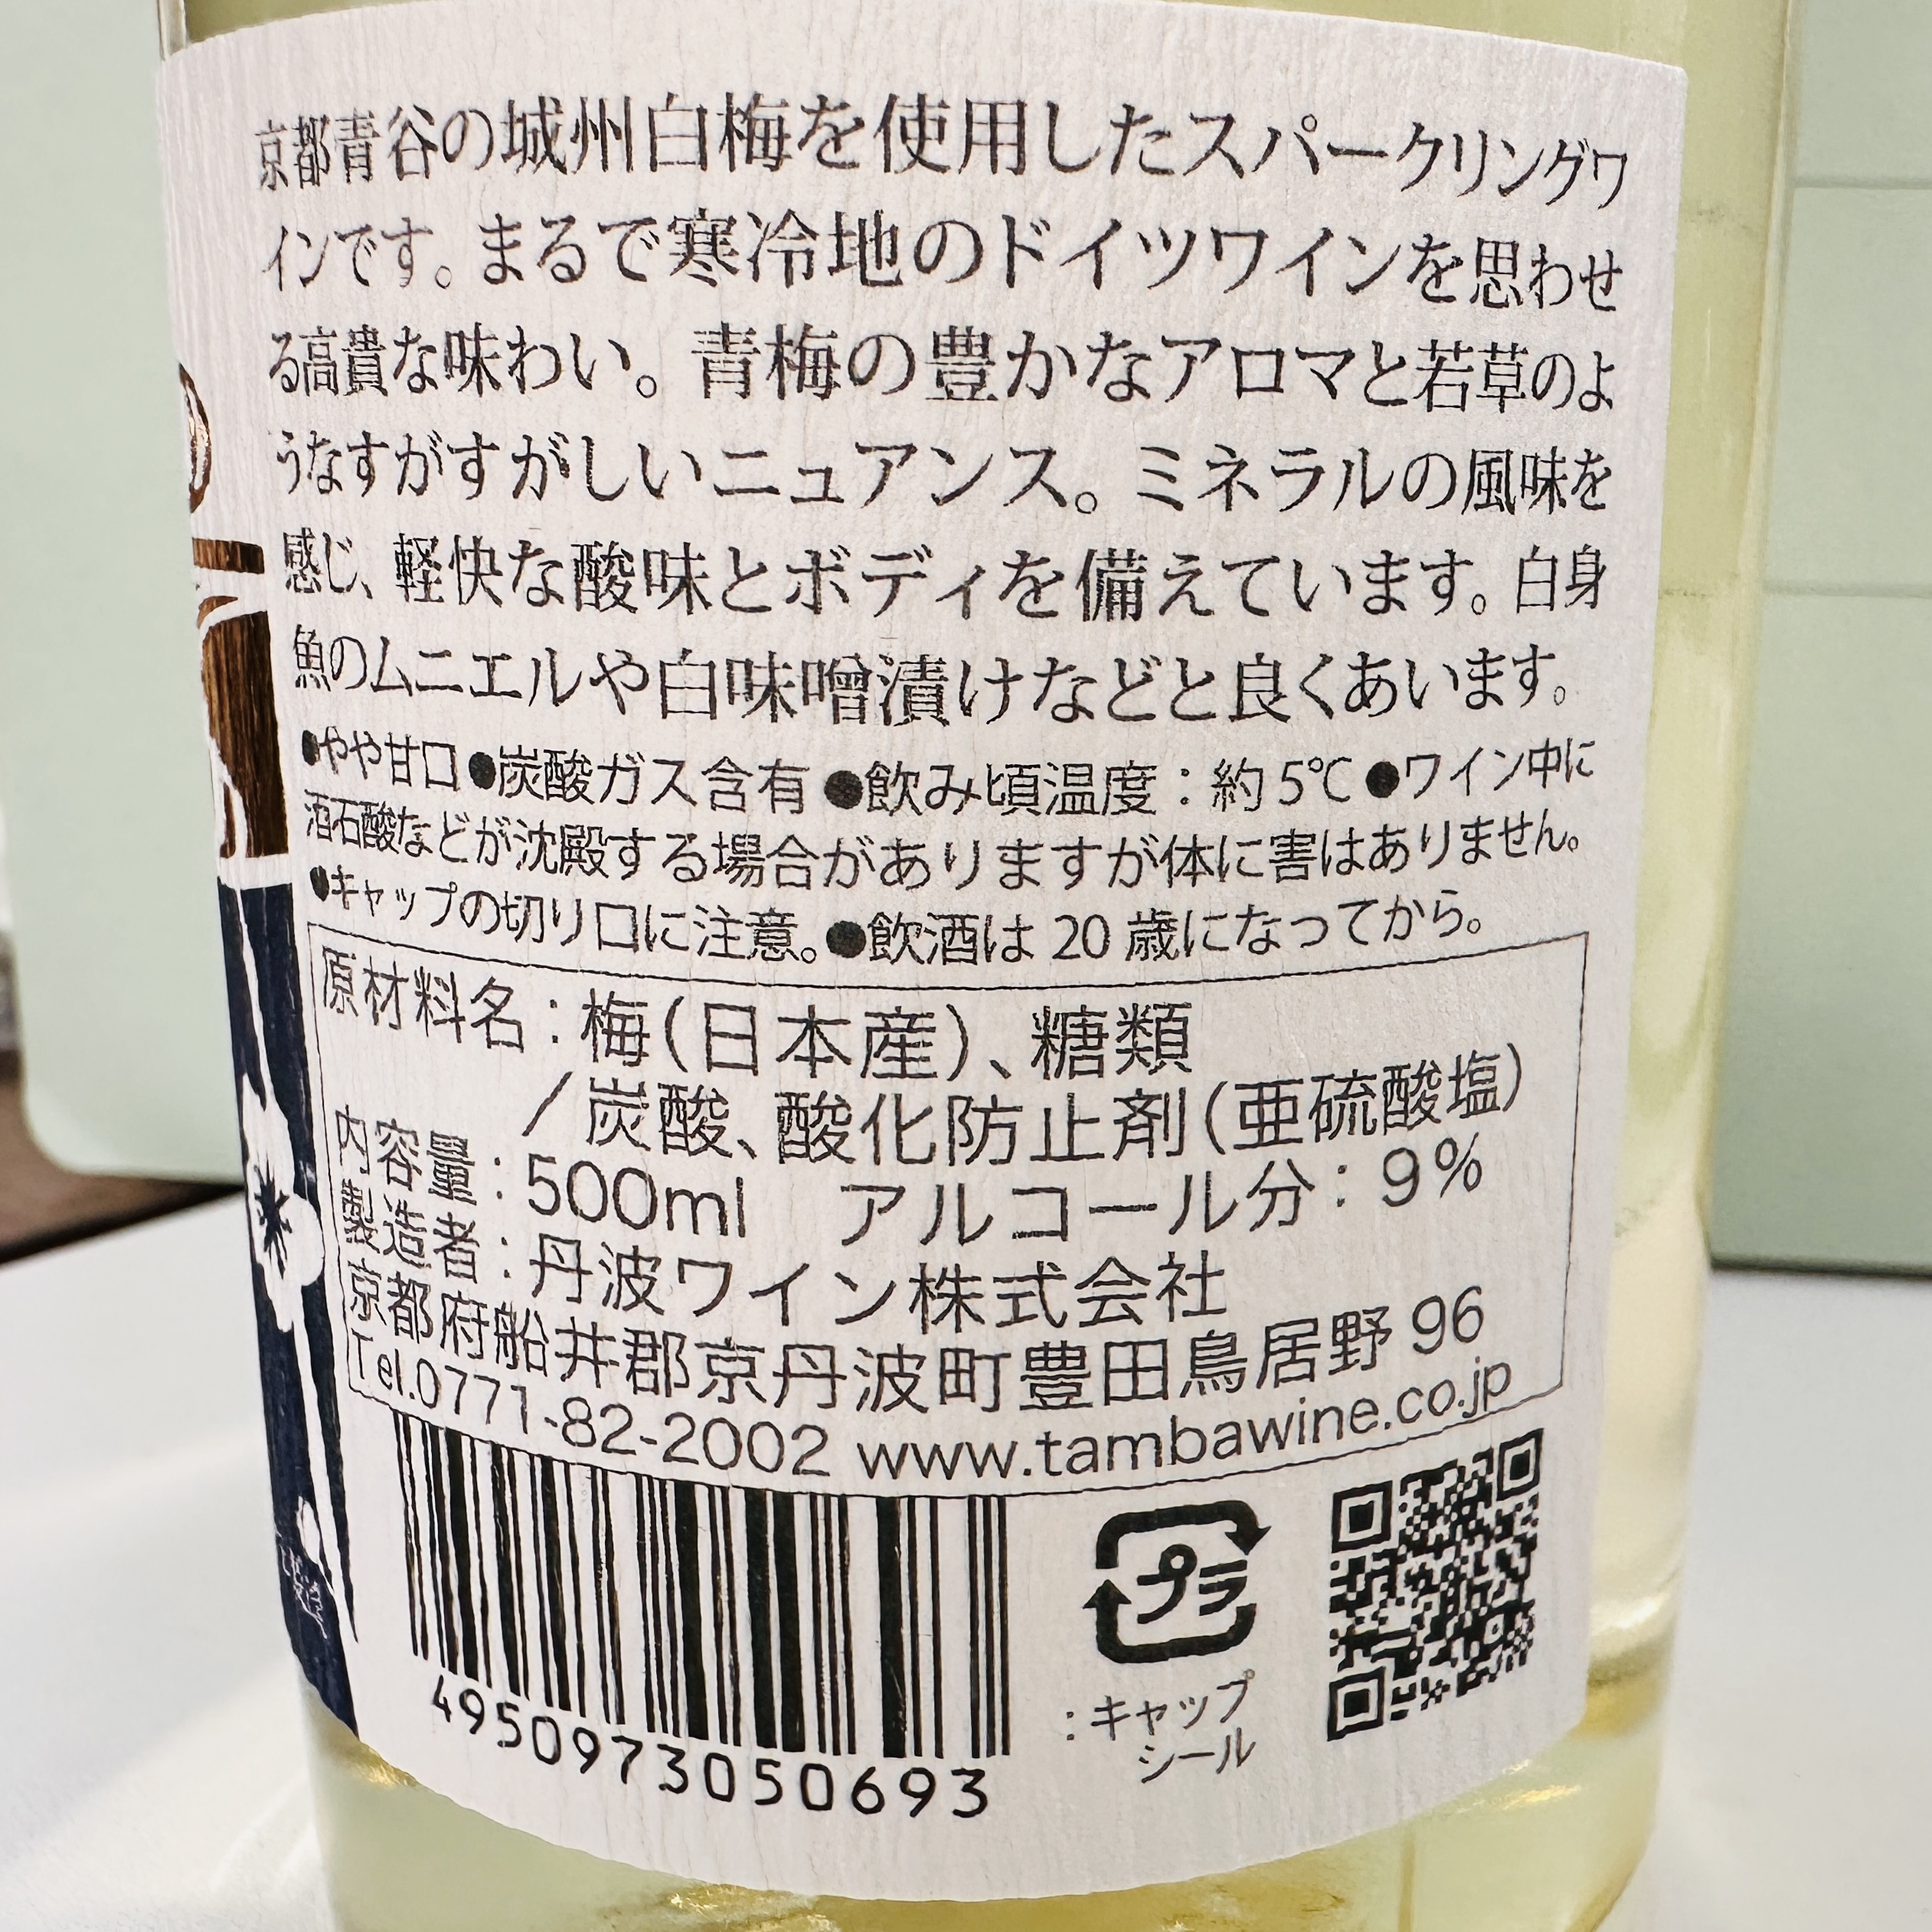 京都青谷の城州白梅を使用したスパークリングワ
インです。まるで寒冷地のドイツワインを思わせ
る高貴な味わい。青梅の豊かなアロマと若草のよ
うなすがすがしいニュアンス。ミネラルの風味を
感じ、軽快な酸味とボディを備えています。白身
魚のムニエルや白味噌漬けなどと良くあいます。
●やや甘口●炭酸ガス含有●飲み頃温度：約5℃●ワイン中に
酒石酸などが沈殿する場合がありますが体に害はありません。
●キャップの切り口に注意。●飲酒は20歳になってから。
原材料名：梅(日本産)、糖類
/炭酸、酸化防止剤(亜硫酸塩)
内容量：500ml　アルコール分：9%
製造者：丹波ワイン株式会社
京都府船井郡京丹波町豊田鳥居野96
Tel.0771-82-2002 www.tambawine.co.jp
プラ
：キャップ
シール
4950973050693